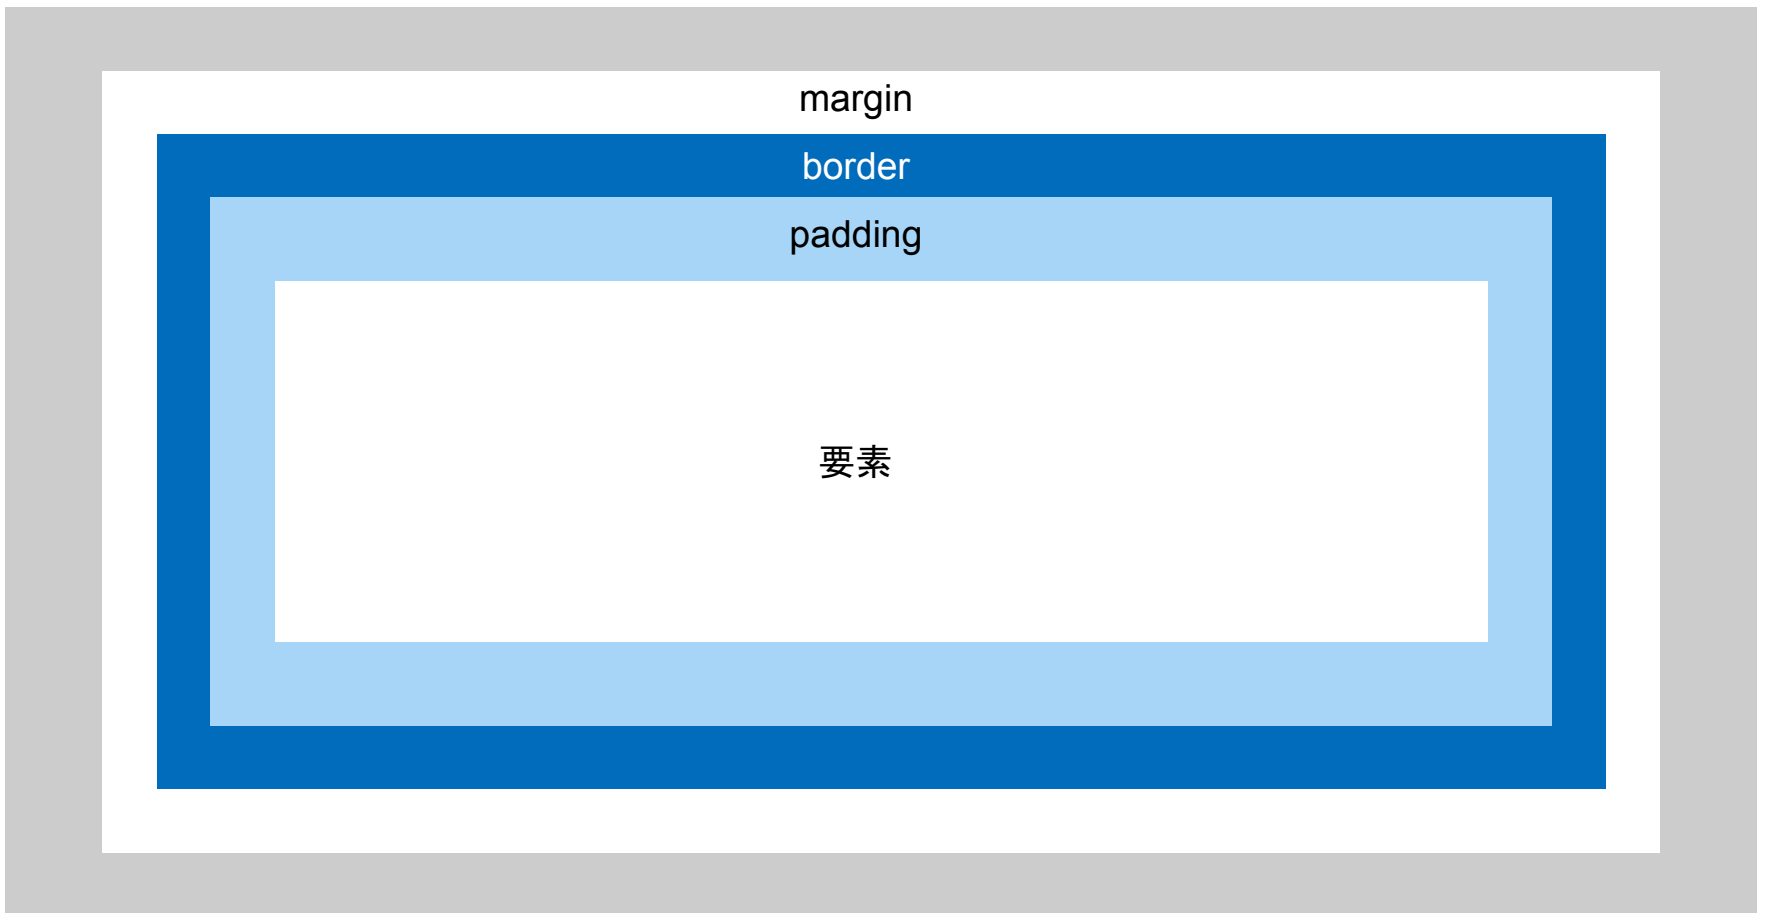 margin
border
padding
要素